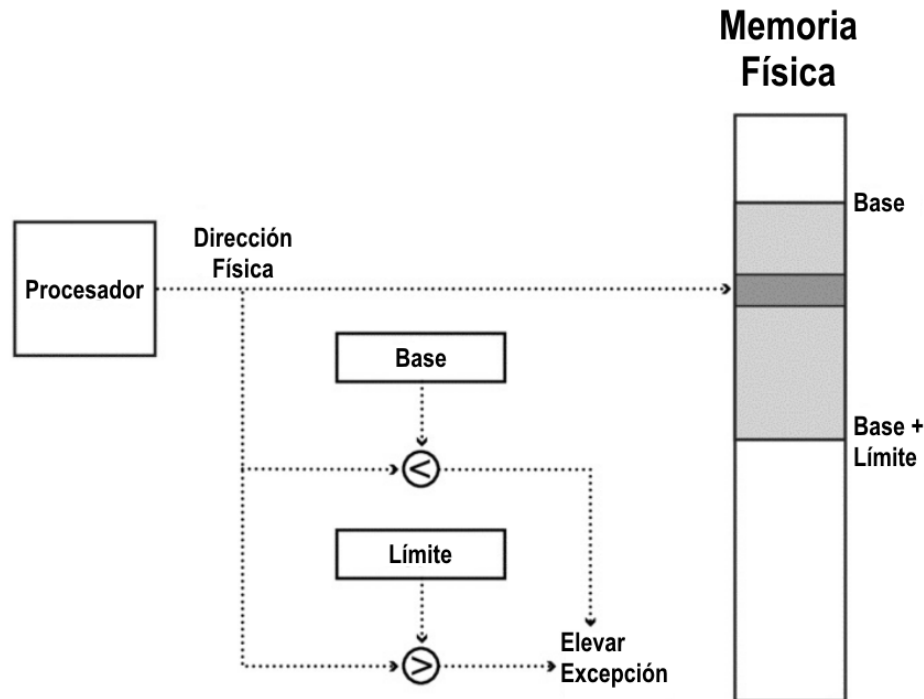 Memoria
Física
Base
Dirección
Física
Procesador
Base
Base +
Límite
<
Límite
Elevar
Excepción
>